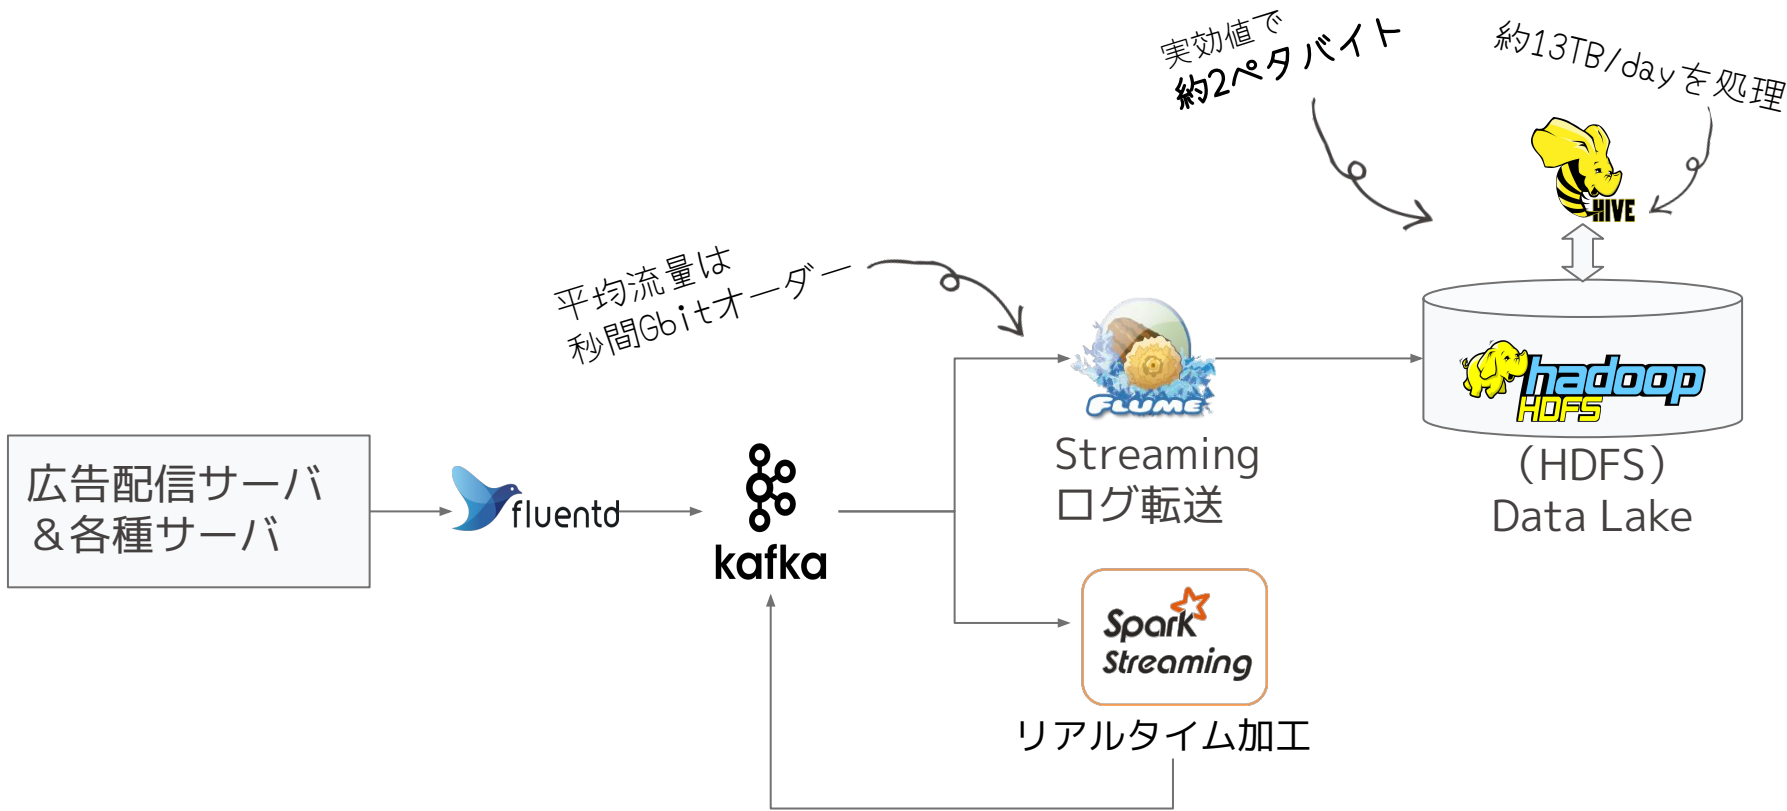 実効値で
約2ペタバイト
約13TB/dayを処理
HIVE
平均流量は
秒間Gbitオーダー
FLUME
hadoop
HDFS
Streaming
ログ転送
(HDFS)
Data Lake
広告配信サーバ
＆各種サーバ
fluentd
kafka
Spark
Streaming
リアルタイム加工